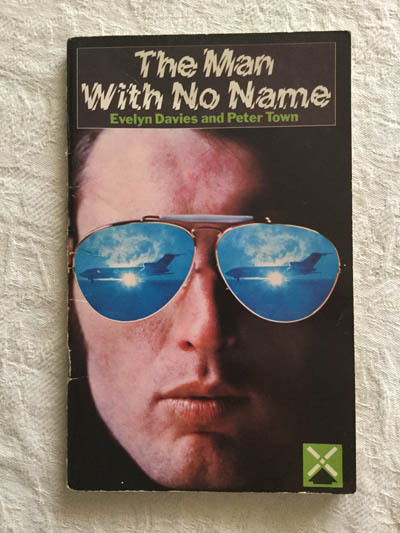 The Man
With No Name
Evelyn Davies and Peter Town